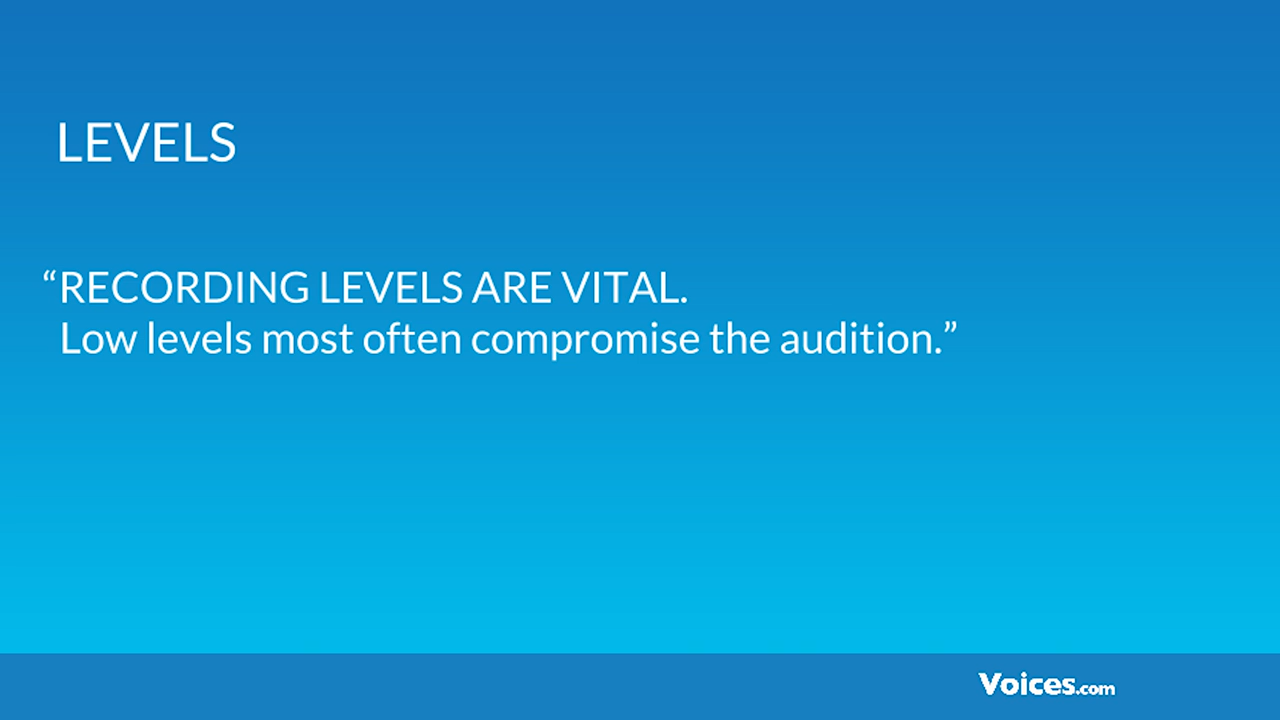 LEVELS
“RECORDING LEVELS ARE VITAL.
Low levels most often compromise the audition.”
Voices.com